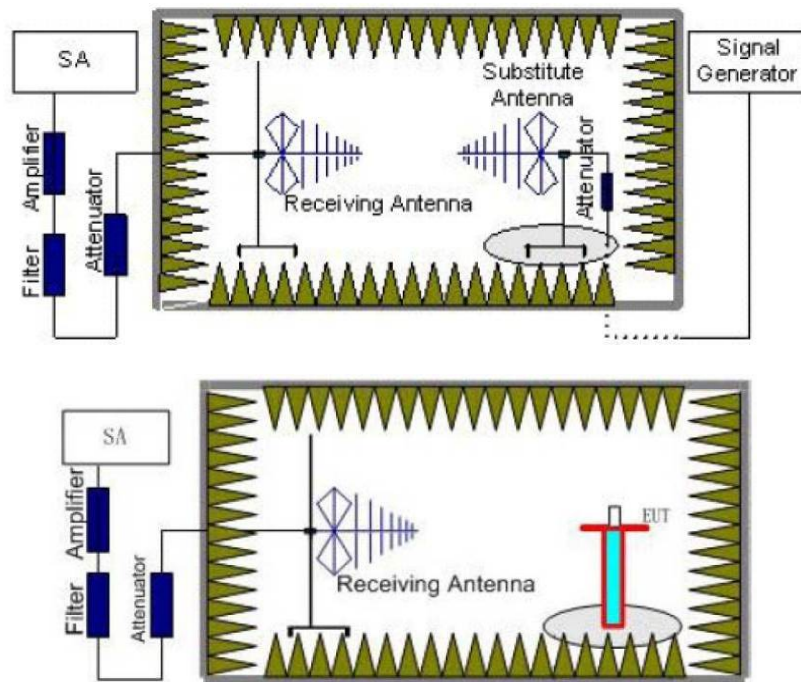 SA
Substitute
Antenna
Signal
Generator
Amplifier
Attenuator
Attenuator
Receiving Antenna
Filter
SA
Amplifier
EUT
Attenuator
Filter
Receiving Antenna